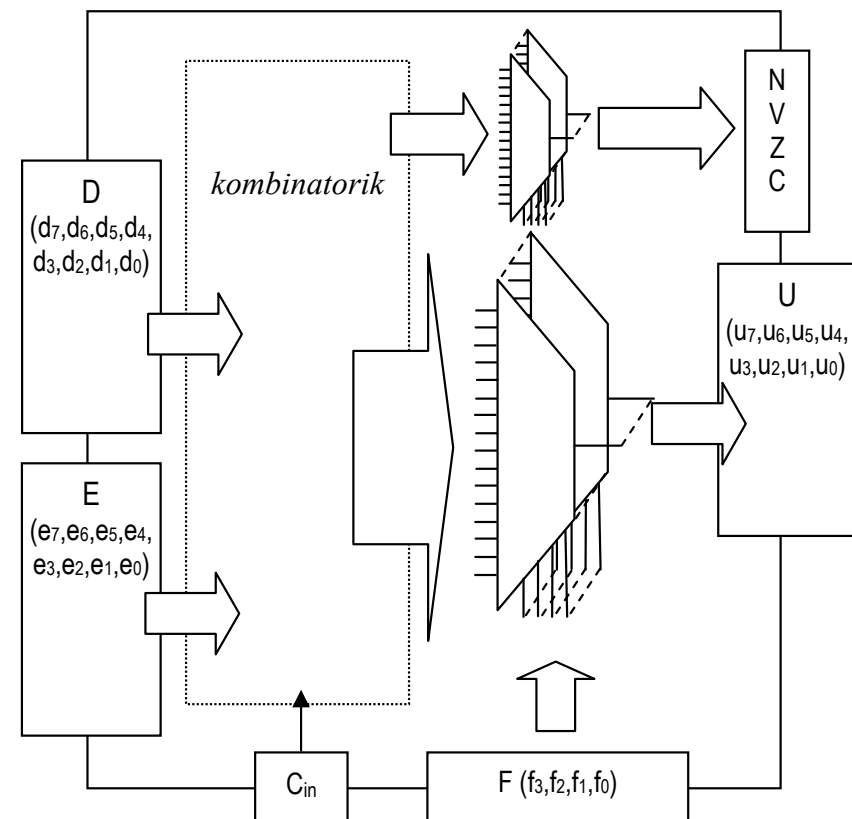 N
V
Z
C
D
(d7,d6,d5,d4,
d3,d2,d1,d0)
kombinatorik
U
(u7,u6,u5,u4,
u3,u2,u1,u0)
E
(e7,e6,e5,e4,
e3,e2,e1,e0)
Cin
F (f3,f2,f1,f0)